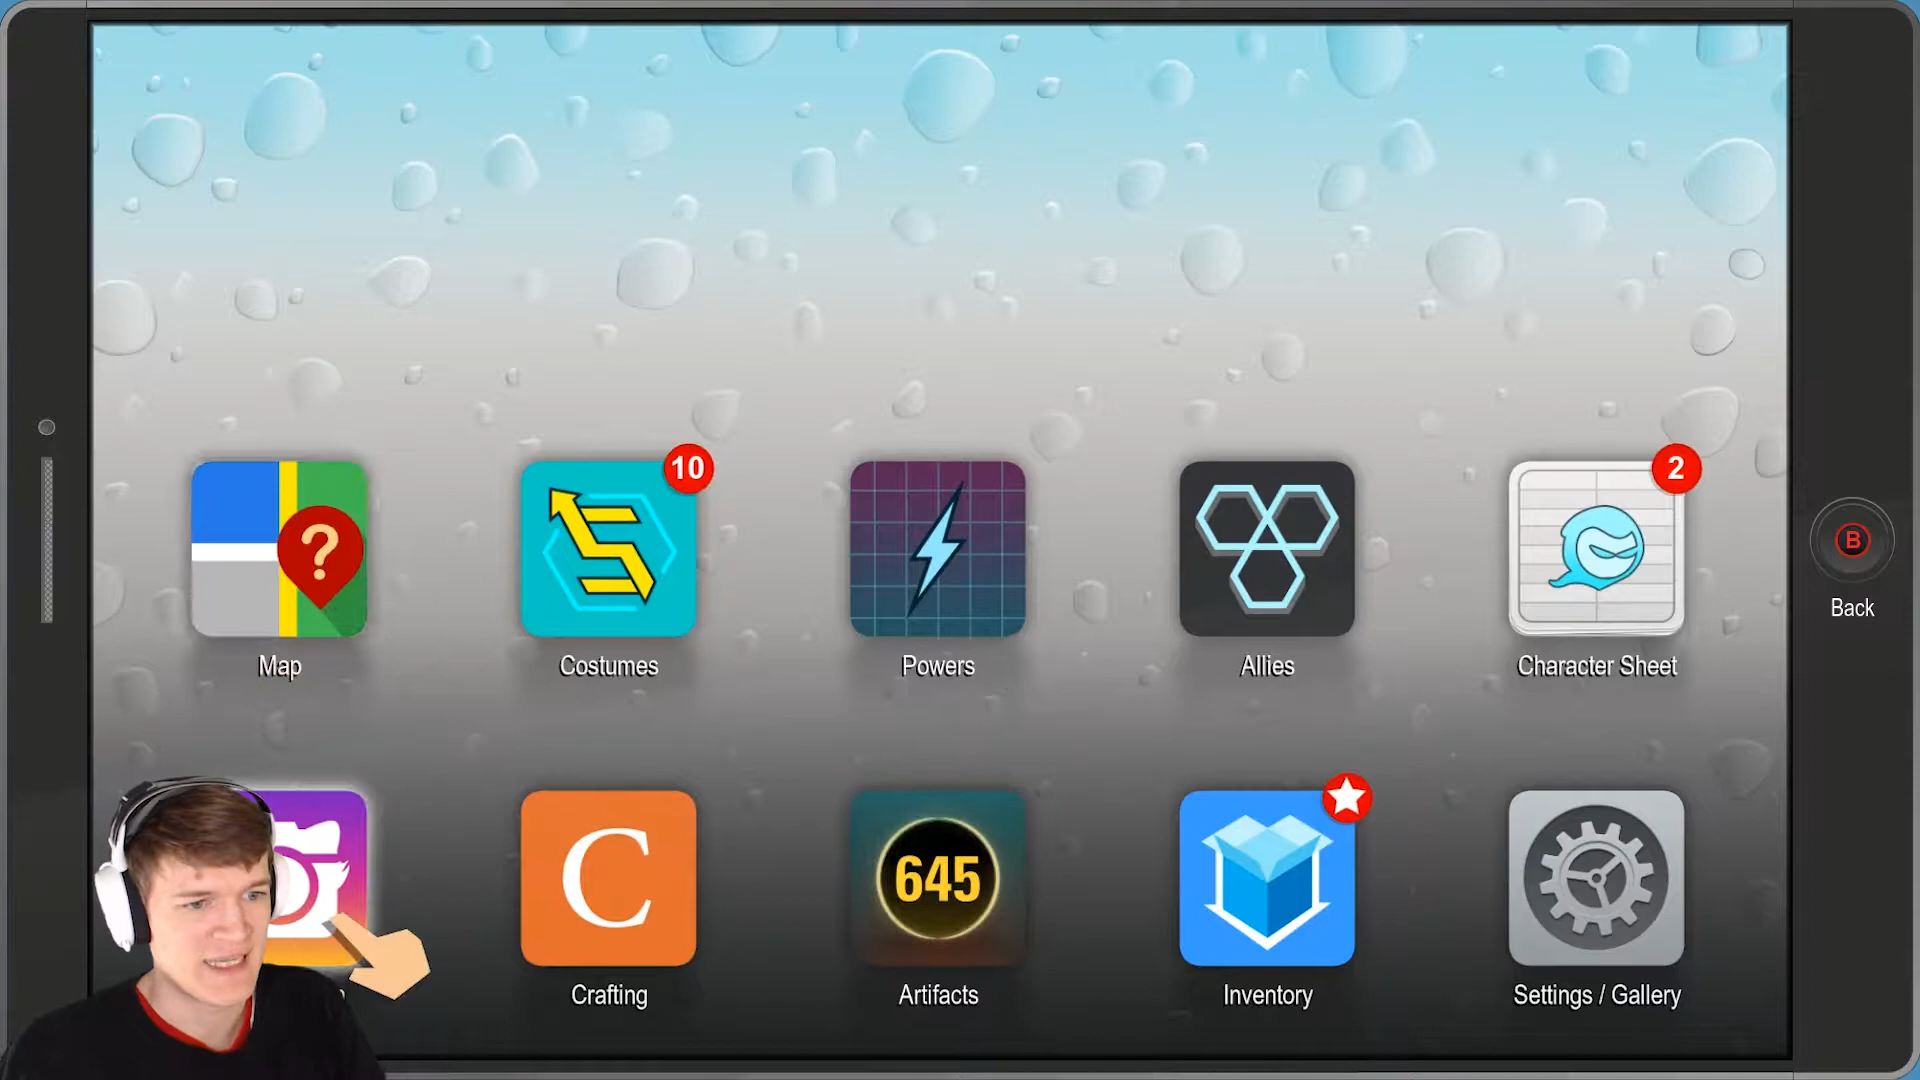 10
2
Map
Costumes
Powers
Allies
Character Sheet
B
Back
C
645
Crafting
Artifacts
Inventory
Settings / Gallery